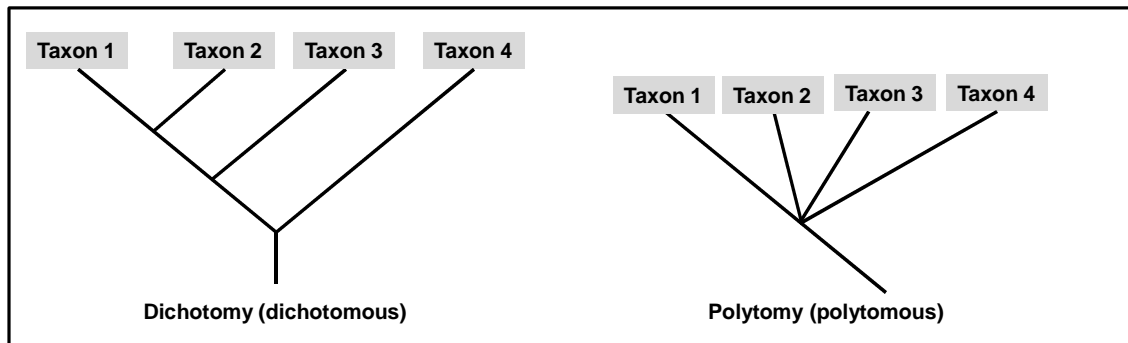 Taxon 1
Taxon 2
Taxon 3
Taxon 4
Dichotomy (dichotomous)
Taxon 1
Taxon 2
Taxon 3
Taxon 4
Polytomy (polytomous)